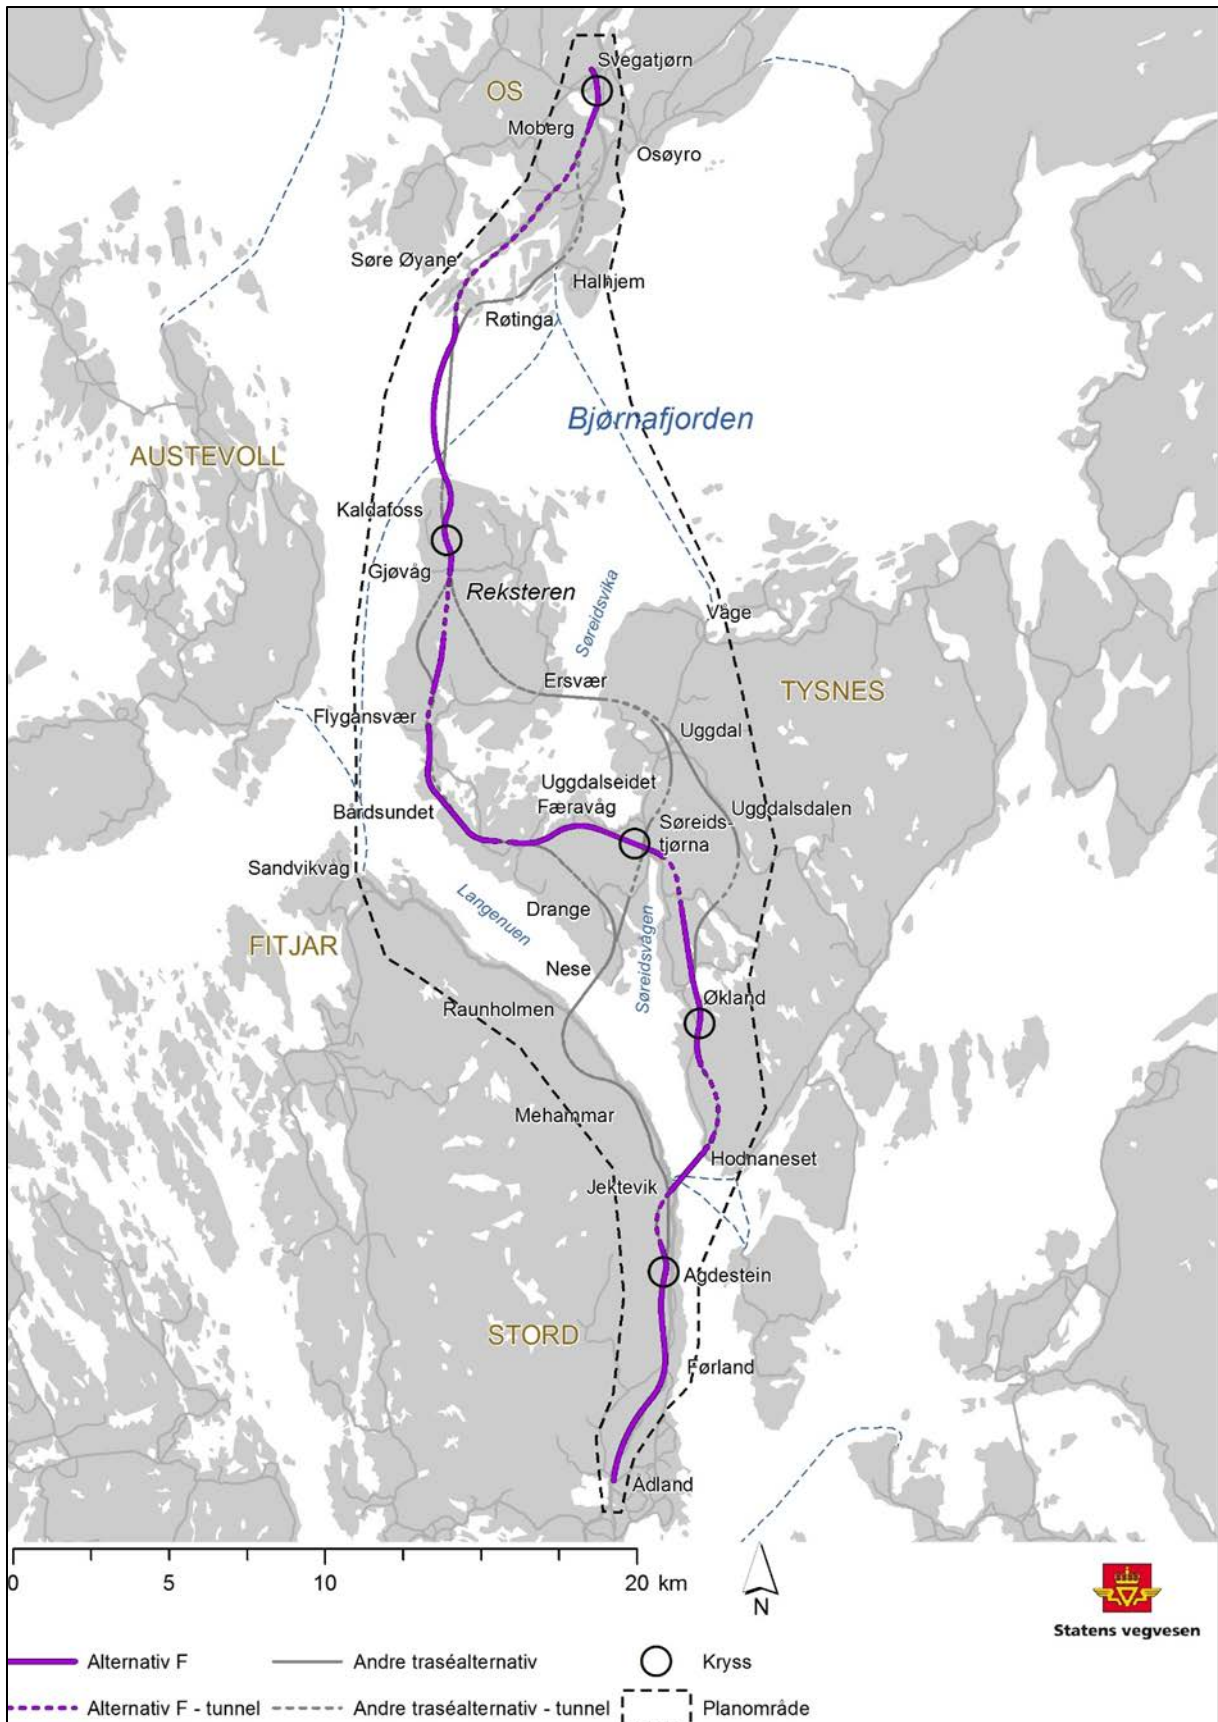 Svegatjørn
OS
Moberg
Osøyro
Søre Øyane
Halhjem
Røtinga
Bjørnafjorden
AUSTEVOLL
Kaldafoss
Gjøvåg
Reksteren
Søreidsvika
Våge
Ersvær
TYSNES
Flygansvær
Uggdal
Uggdalseidet
Bårdsundet
Færavåg
Uggdalsdalen
Søreids-
tjørna
Sandvikvåg
Langenuen
Drange
FITJAR
Nese
Søreidsvågen
Økland
Raunholmen
Mehammar
Hodnaneset
Jektevik
Agdestein
STORD
Førland
Ådland
0 5 10 20 km
N
Statens vegvesen
Alternativ F Andre traséalternativ Kryss
Alternativ F - tunnel Andre traséalternativ - tunnel Planområde